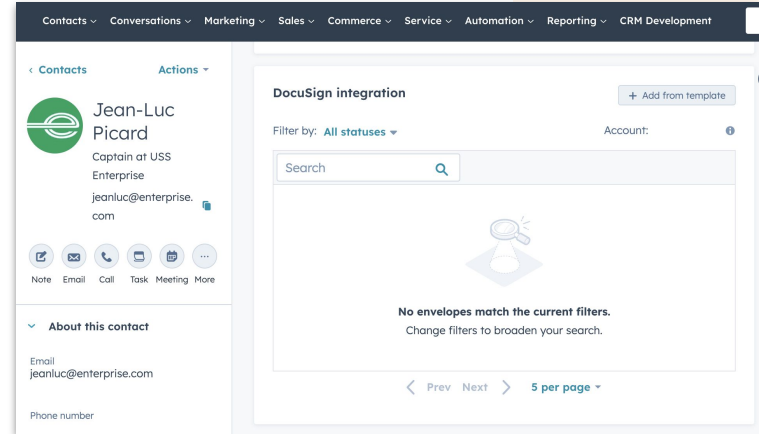 Contacts Conversations Marketing Sales Commerce Service Automation Reporting CRM Development
Contacts Actions
Jean-Luc
Picard
Captain at USS
Enterprise
jeanluc@enterprise.
com
Note Email Call Task Meeting More
About this contact
Email
jeanluc@enterprise.com
Phone number
DocuSign integration
+ Add from template
Filter by: All statuses
Account:
Search
No envelopes match the current filters.
Change filters to broaden your search.
Prev Next 5 per page